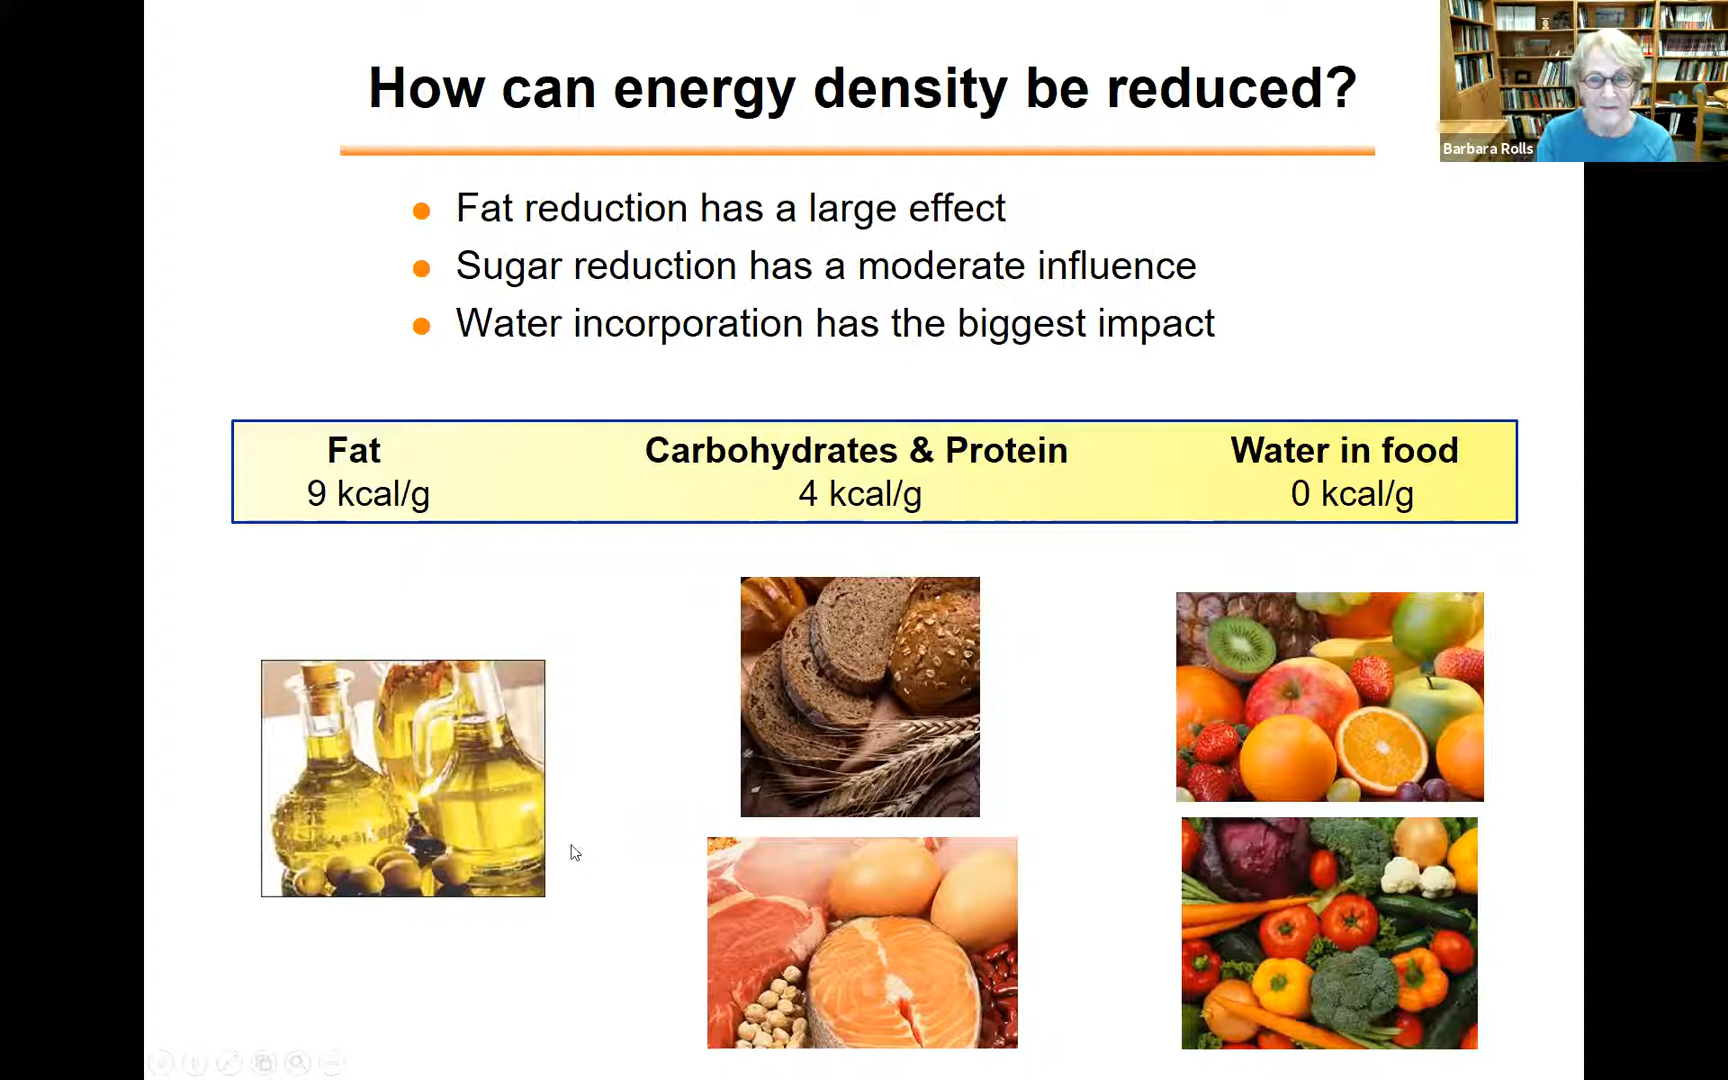 How can energy density be reduced?
Barbara Rolls
Fat reduction has a large effect
Sugar reduction has a moderate influence
Water incorporation has the biggest impact
Fat
9 kcal/g
Carbohydrates & Protein
4 kcal/g
Water in food
0 kcal/g